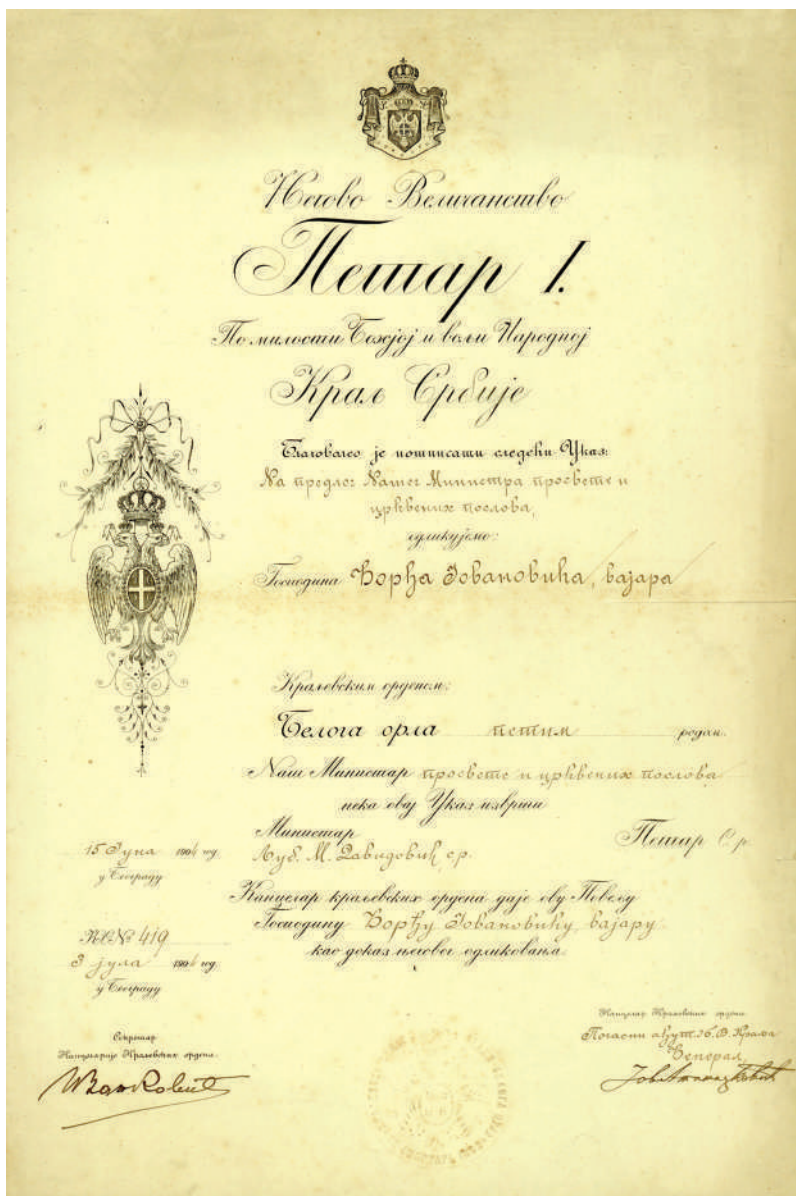 Његово Величанство
Петар I.
По милости Божјој и вољи Народној
Краљ Србије
Благоволео је потписати следећи Указ:
На предлог Нашег Министра просвете и
црквених послова,
одликујемо:
Господина Ђорђа Јовановића, вајара
Краљевским орденом:
Белога орла петим редом.
Наш Министар просвете и црквених послова
нека овај Указ изврши
Министар
Петар С.р.
15 Јуна 1904 год.
Љуб. М. Давидовић с.р.
у Београду
Канцелар краљевских ордена даје ову Повељу
Господину Ђорђу Јовановићу, вајару
као доказ његовог одликовања.
№ 419
3 јула 1904 год.
у Београду
Канцелар Краљевских ордена
Почасни ађут. Њ. В. Краља
Ђенерал,
Секретар
Канцеларије Краљевских ордена.